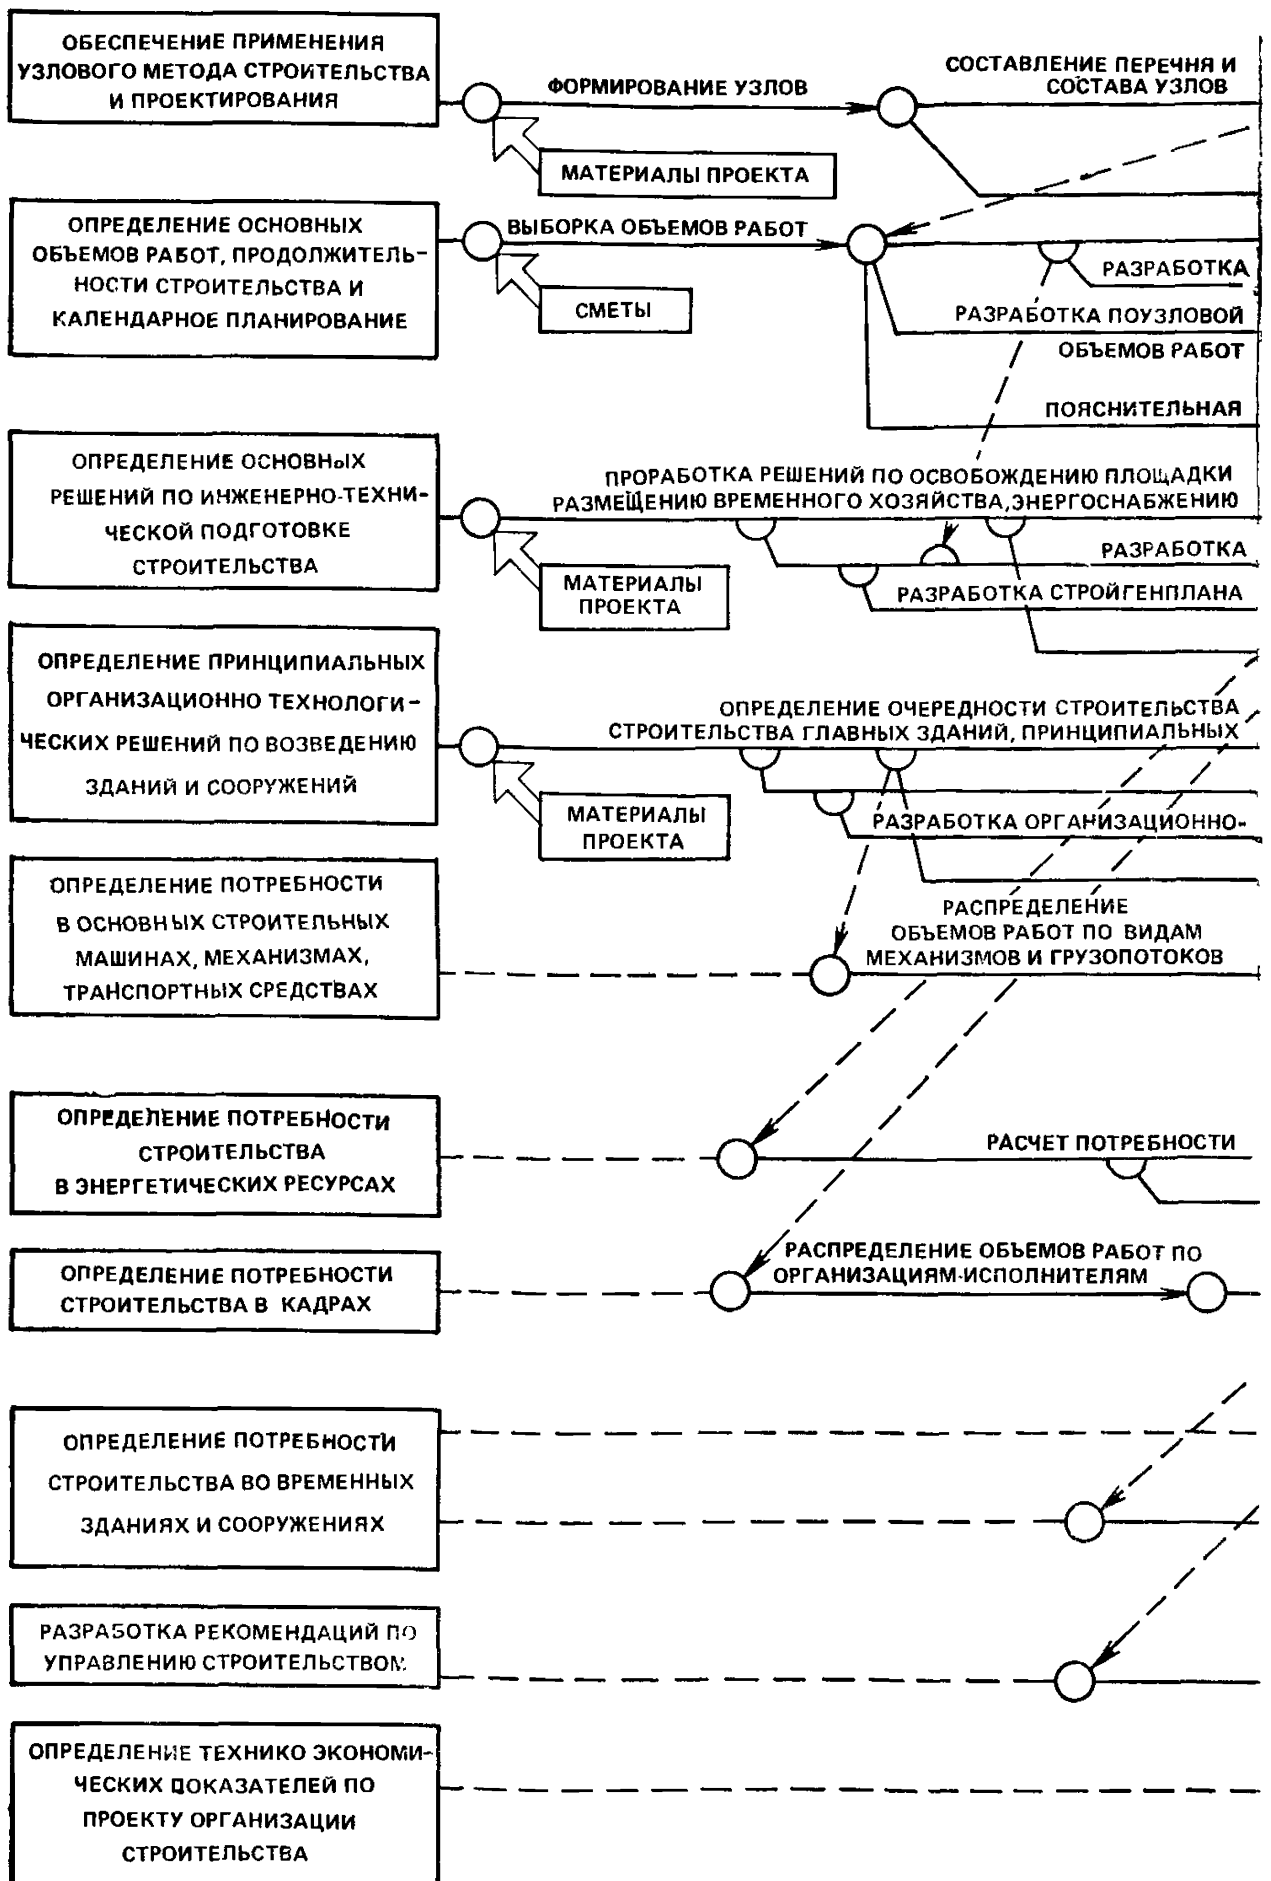 ОБЕСПЕЧЕНИЕ ПРИМЕНЕНИЯ
УЗЛОВОГО МЕТОДА СТРОИТЕЛЬСТВА
И ПРОЕКТИРОВАНИЯ
ФОРМИРОВАНИЕ УЗЛОВ
СОСТАВЛЕНИЕ ПЕРЕЧНЯ И
СОСТАВА УЗЛОВ
МАТЕРИАЛЫ ПРОЕКТА
ОПРЕДЕЛЕНИЕ ОСНОВНЫХ
ОБЪЕМОВ РАБОТ, ПРОДОЛЖИТЕЛЬ-
НОСТИ СТРОИТЕЛЬСТВА И
КАЛЕНДАРНОЕ ПЛАНИРОВАНИЕ
ВЫБОРКА ОБЪЕМОВ РАБОТ
СМЕТЫ
РАЗРАБОТКА
РАЗРАБОТКА ПОУЗЛОВОЙ
ОБЪЕМОВ РАБОТ
ПОЯСНИТЕЛЬНАЯ
ОПРЕДЕЛЕНИЕ ОСНОВНЫХ
РЕШЕНИЙ ПО ИНЖЕНЕРНО-ТЕХНИ-
ЧЕСКОЙ ПОДГОТОВКЕ
СТРОИТЕЛЬСТВА
ПРОРАБОТКА РЕШЕНИЙ ПО ОСВОБОЖДЕНИЮ ПЛОЩАДКИ
РАЗМЕЩЕНИЮ ВРЕМЕННОГО ХОЗЯЙСТВА, ЭНЕРГОСНАБЖЕНИЮ
МАТЕРИАЛЫ
ПРОЕКТА
РАЗРАБОТКА
РАЗРАБОТКА СТРОЙГЕНПЛАНА
ОПРЕДЕЛЕНИЕ ПРИНЦИПИАЛЬНЫХ
ОРГАНИЗАЦИОННО ТЕХНОЛОГИ-
ЧЕСКИХ РЕШЕНИЙ ПО ВОЗВЕДЕНИЮ
ЗДАНИЙ И СООРУЖЕНИЙ
ОПРЕДЕЛЕНИЕ ОЧЕРЕДНОСТИ СТРОИТЕЛЬСТВА
СТРОИТЕЛЬСТВА ГЛАВНЫХ ЗДАНИЙ, ПРИНЦИПИАЛЬНЫХ
МАТЕРИАЛЫ
ПРОЕКТА
РАЗРАБОТКА ОРГАНИЗАЦИОННО-
ОПРЕДЕЛЕНИЕ ПОТРЕБНОСТИ
В ОСНОВНЫХ СТРОИТЕЛЬНЫХ
МАШИНАХ, МЕХАНИЗМАХ,
ТРАНСПОРТНЫХ СРЕДСТВАХ
РАСПРЕДЕЛЕНИЕ
ОБЪЕМОВ РАБОТ ПО ВИДАМ
МЕХАНИЗМОВ И ГРУЗОПОТОКОВ
ОПРЕДЕЛЕНИЕ ПОТРЕБНОСТИ
СТРОИТЕЛЬСТВА
В ЭНЕРГЕТИЧЕСКИХ РЕСУРСАХ
РАСЧЕТ ПОТРЕБНОСТИ
ОПРЕДЕЛЕНИЕ ПОТРЕБНОСТИ
СТРОИТЕЛЬСТВА В КАДРАХ
РАСПРЕДЕЛЕНИЕ ОБЪЕМОВ РАБОТ ПО
ОРГАНИЗАЦИЯМ-ИСПОЛНИТЕЛЯМ
ОПРЕДЕЛЕНИЕ ПОТРЕБНОСТИ
СТРОИТЕЛЬСТВА ВО ВРЕМЕННЫХ
ЗДАНИЯХ И СООРУЖЕНИЯХ
РАЗРАБОТКА РЕКОМЕНДАЦИЙ ПО
УПРАВЛЕНИЮ СТРОИТЕЛЬСТВОМ
ОПРЕДЕЛЕНИЕ ТЕХНИКО ЭКОНОМИ-
ЧЕСКИХ ПОКАЗАТЕЛЕЙ ПО
ПРОЕКТУ ОРГАНИЗАЦИИ
СТРОИТЕЛЬСТВА